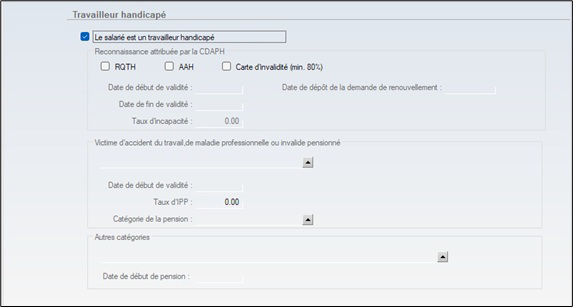 Travailleur handicapé
Le salarié est un travailleur handicapé
Reconnaissance attribuée par la CDAPH
RQTH AAH Carte d'invalidité (min. 80%)
Date de début de validité : Date de dépôt de la demande de renouvellement :
Date de fin de validité :
Taux d'incapacité : 0.00
Victime d'accident du travail,de maladie professionnelle ou invalide pensionné
Date de début de validité :
Taux d'IPP : 0.00
Catégorie de la pension :
Autres catégories
Date de début de pension :